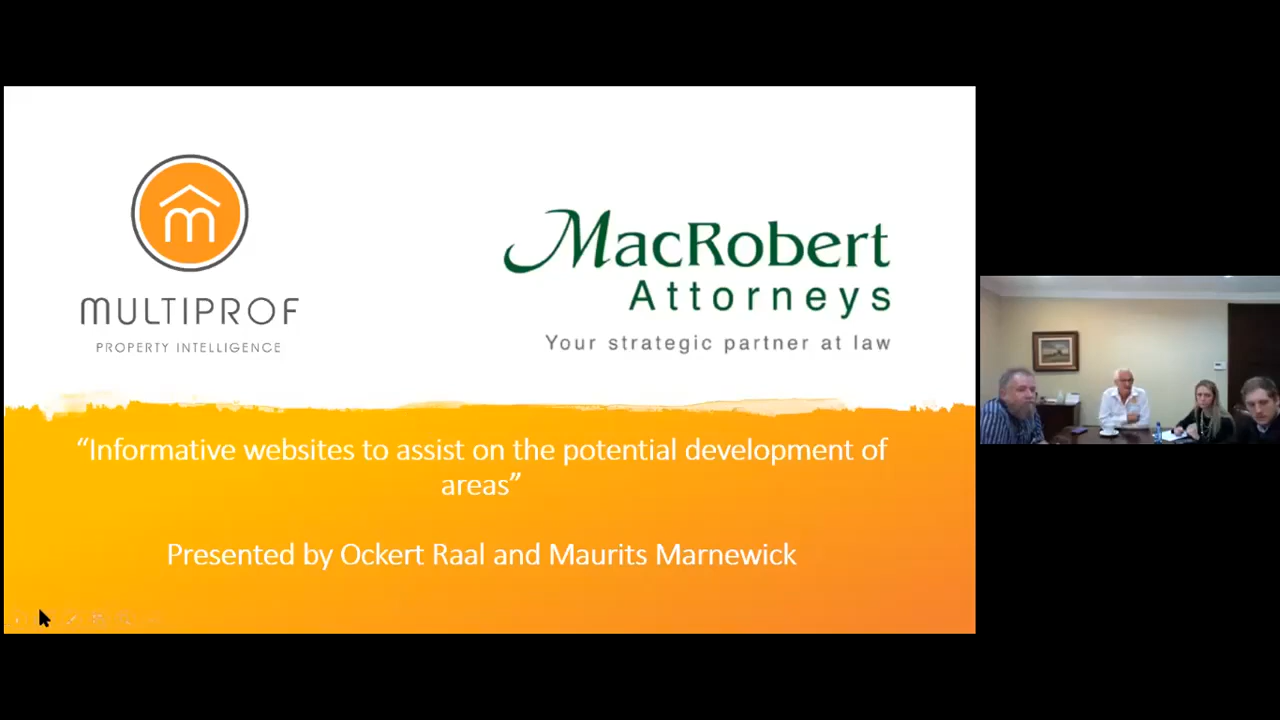 MULTIPROF
PROPERTY INTELLIGENCE
MacRobert
Attorneys
Your strategic partner at law
“Informative websites to assist on the potential development of
areas”
Presented by Ockert Raal and Maurits Marnewick